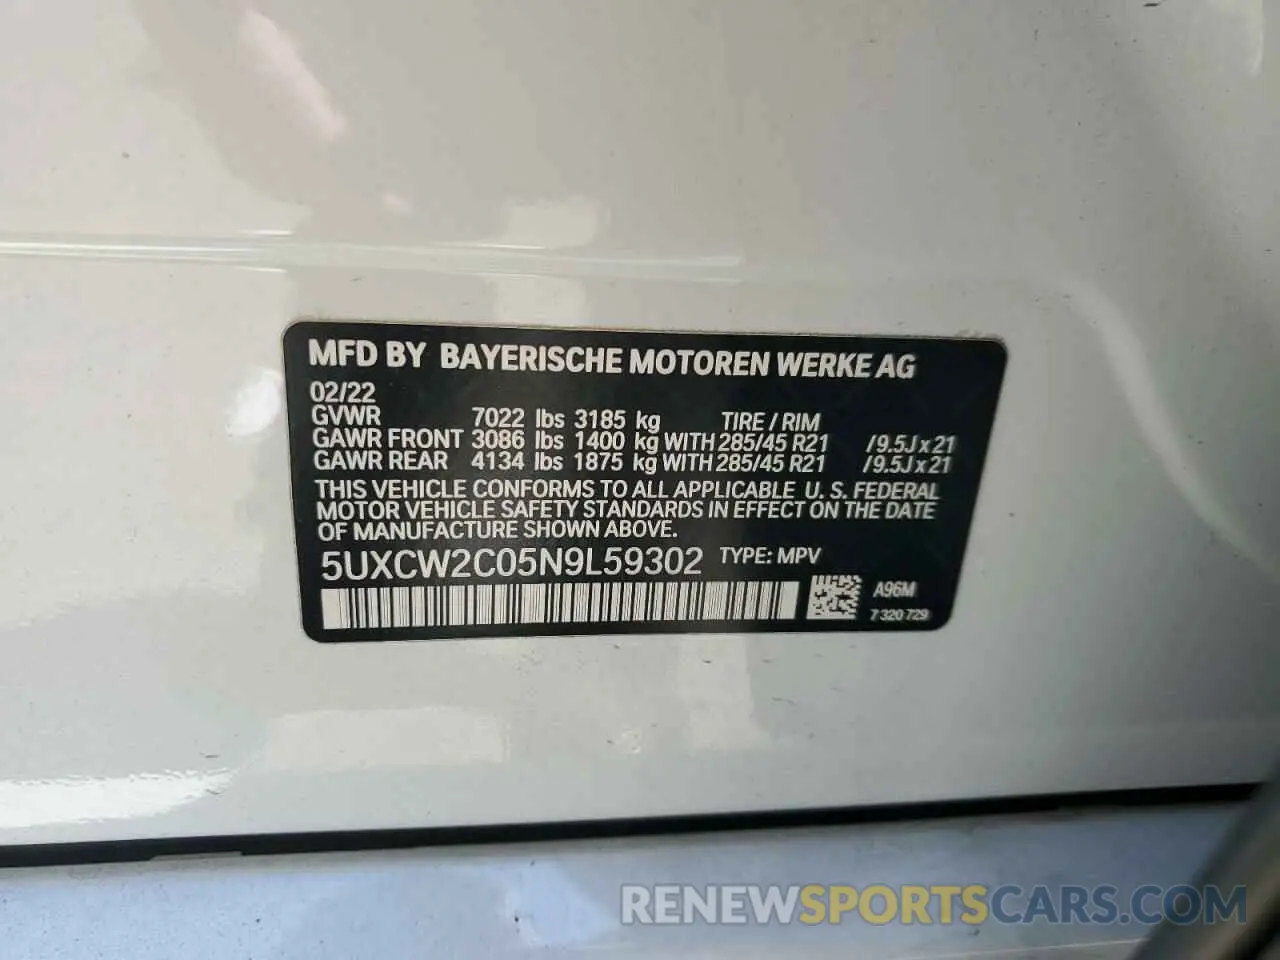 MFD BY BAYERISCHE MOTOREN WERKE AG
02/22
GVWR 7022 lbs 3185 kg TIRE / RIM
GAWR FRONT 3086 lbs 1400 kg WITH 285/45 R21 /9.5J x 21
GAWR REAR 4134 lbs 1875 kg WITH 285/45 R21 /9.5J x 21
THIS VEHICLE CONFORMS TO ALL APPLICABLE U. S. FEDERAL
MOTOR VEHICLE SAFETY STANDARDS IN EFFECT ON THE DATE
OF MANUFACTURE SHOWN ABOVE.
5UXCW2C05N9L59302 TYPE: MPV
A96M
7 320 729
RENEWSPORTSCARS.COM